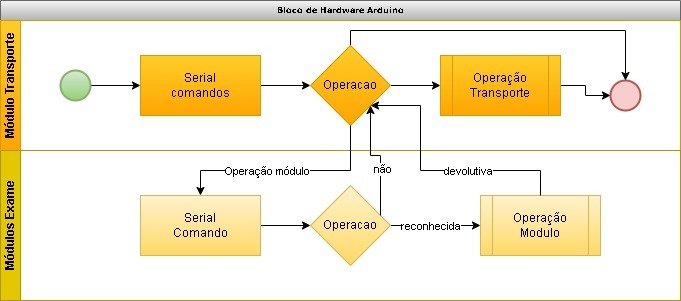 Bloco de Hardware Arduino
Módulo Transporte
Serial
comandos
Operacao
Operação
Transporte
Operação módulo
não
devolutiva
Módulos Exame
Serial
Comando
Operacao
reconhecida
Operação
Modulo